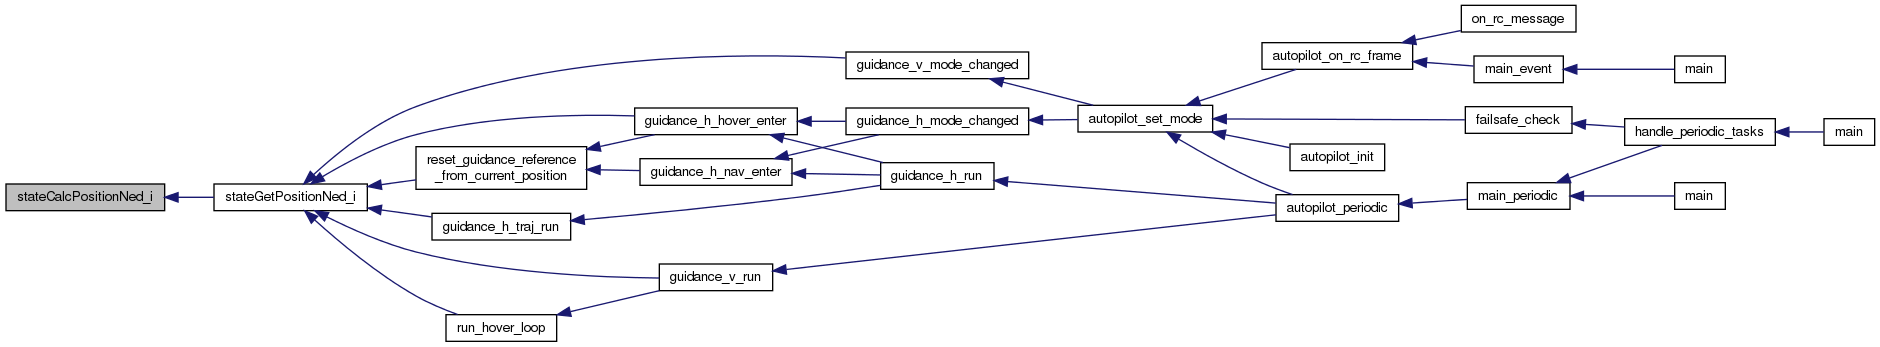 stateCalcPositionNed_i
stateGetPositionNed_i
guidance_v_mode_changed
guidance_h_hover_enter
reset_guidance_reference
_from_current_position
guidance_h_nav_enter
guidance_h_traj_run
guidance_v_run
run_hover_loop
guidance_h_mode_changed
guidance_h_run
autopilot_set_mode
autopilot_on_rc_frame
on_rc_message
main_event
main
failsafe_check
handle_periodic_tasks
main
autopilot_init
autopilot_periodic
main_periodic
main